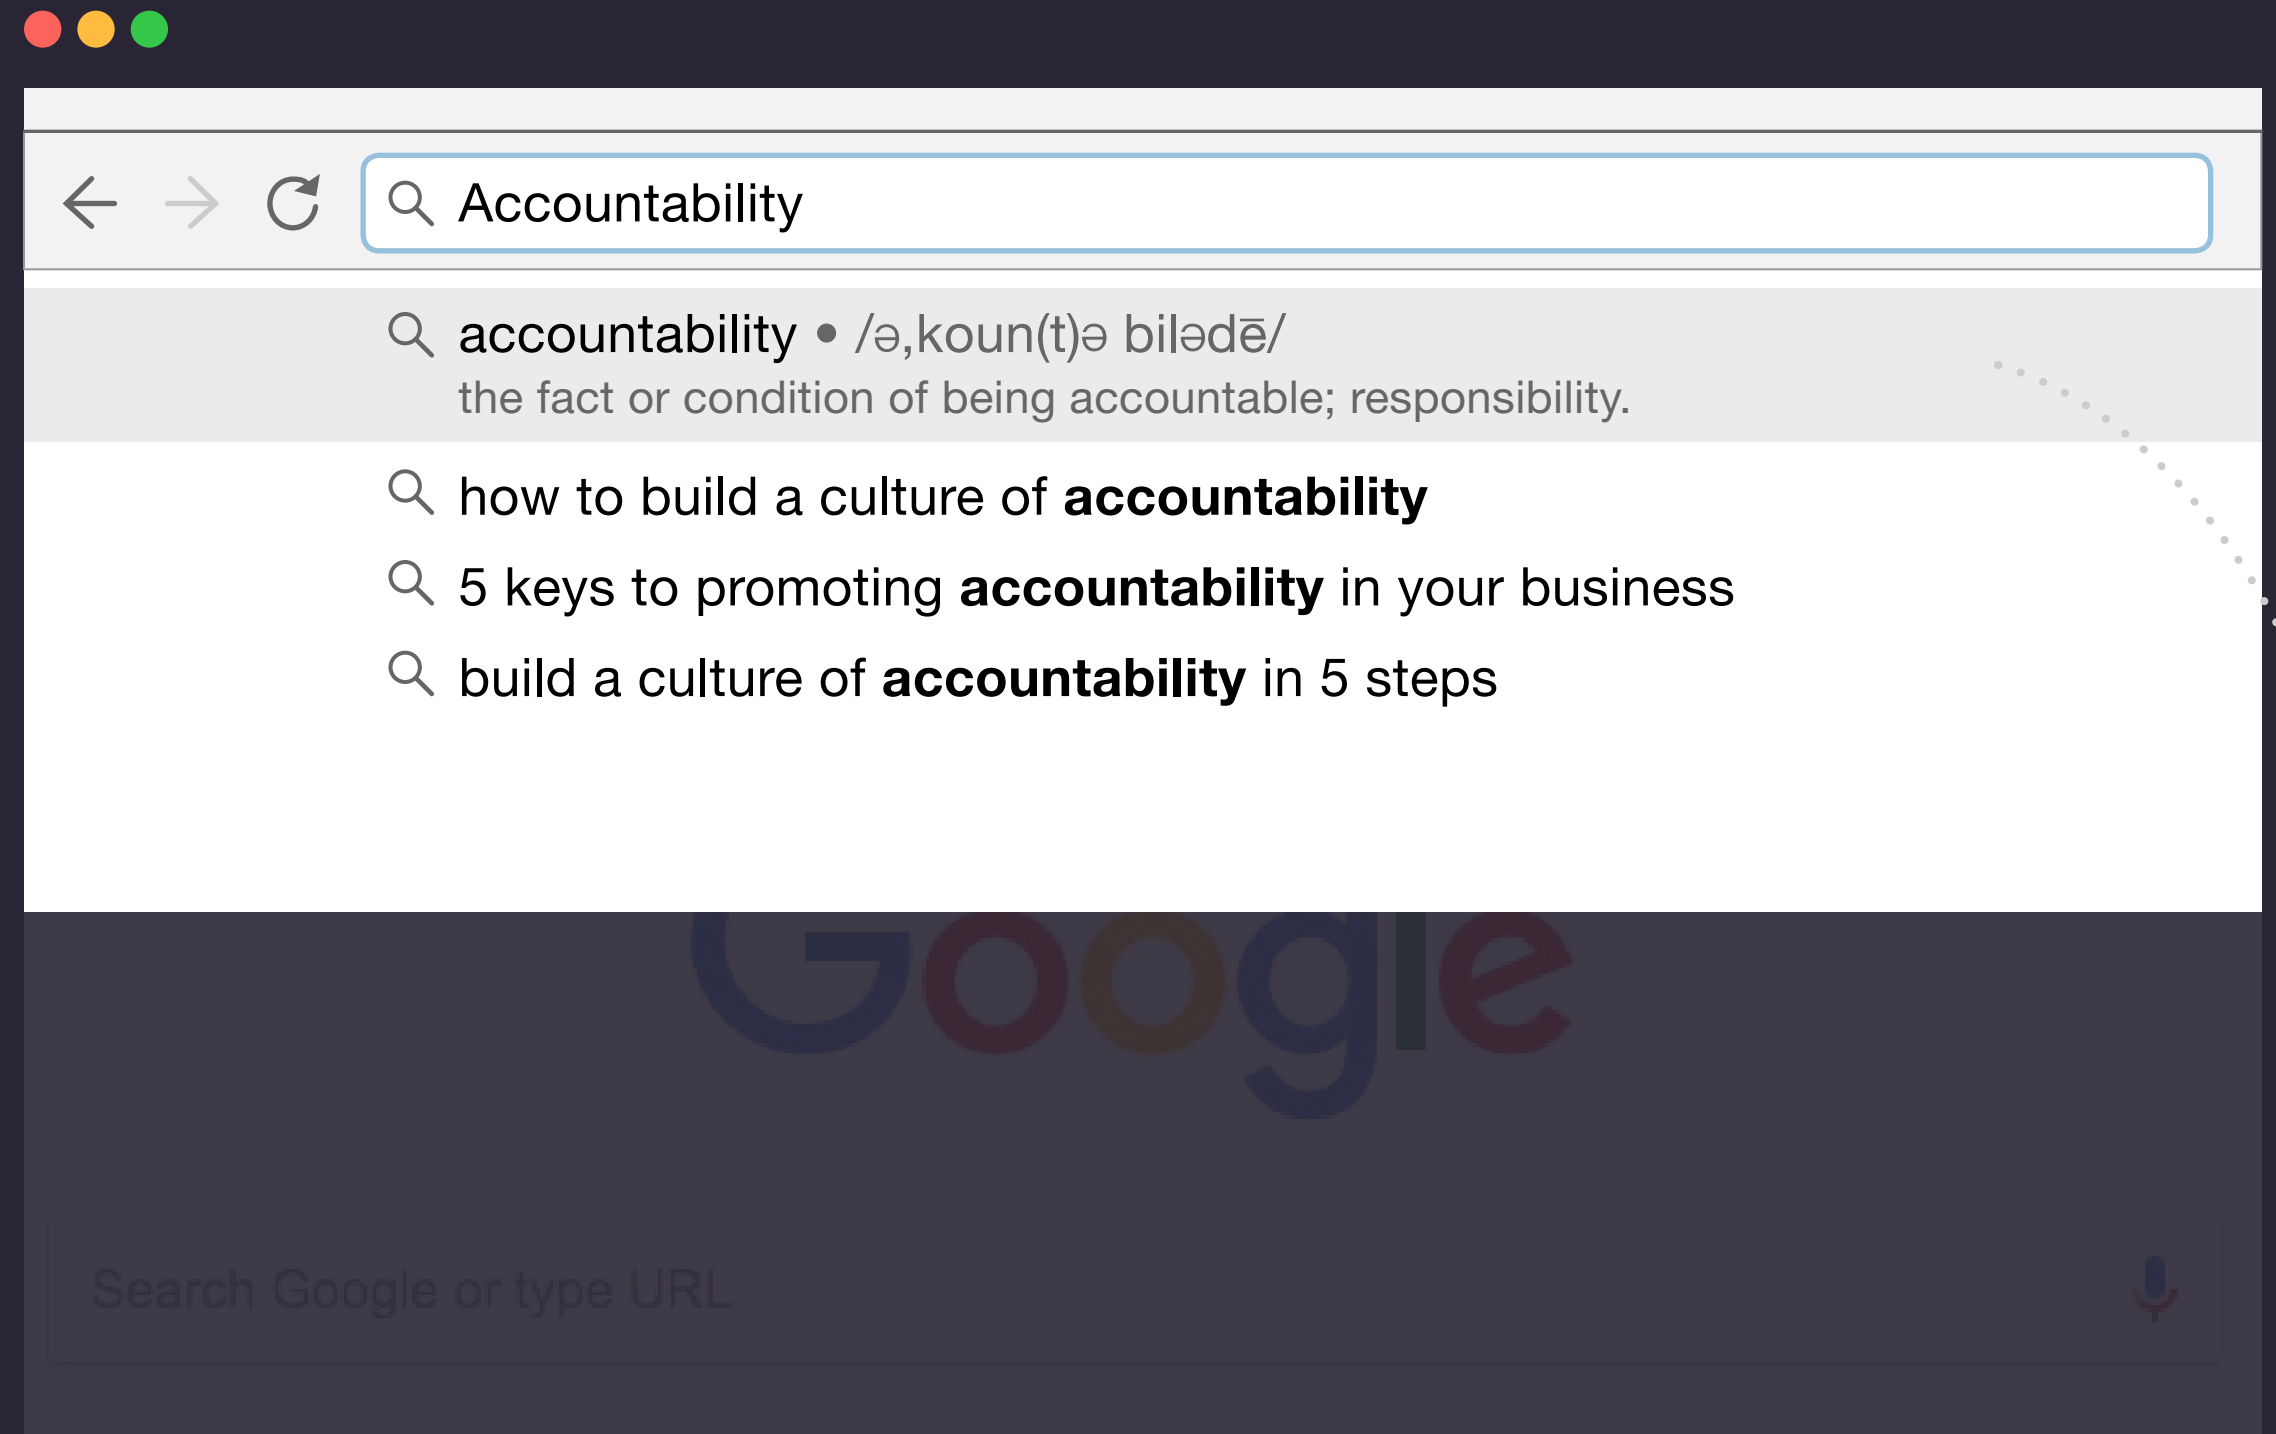 Accountability
accountability • /ə,koun(t)ə bilədē/
the fact or condition of being accountable; responsibility.
how to build a culture of accountability
5 keys to promoting accountability in your business
build a culture of accountability in 5 steps
Google
Search Google or type URL